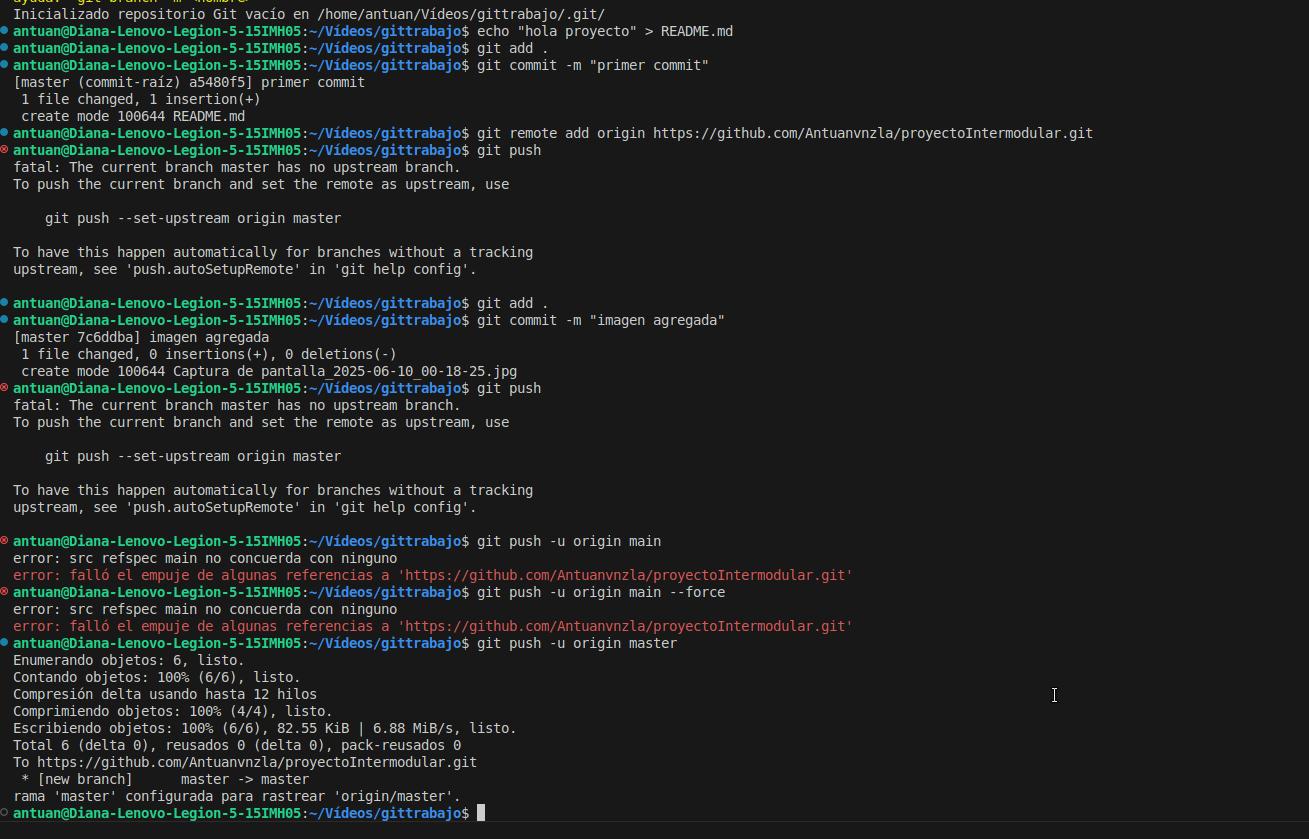 ayuda: git branch -m <nombre>
Inicializado repositorio Git vacío en /home/antuan/Vídeos/gittrabajo/.git/
antuan@Diana-Lenovo-Legion-5-15IMH05:~/Vídeos/gittrabajo$ echo "hola proyecto" > README.md
antuan@Diana-Lenovo-Legion-5-15IMH05:~/Vídeos/gittrabajo$ git add .
antuan@Diana-Lenovo-Legion-5-15IMH05:~/Vídeos/gittrabajo$ git commit -m "primer commit"
[master (commit-raíz) a5480f5] primer commit
 1 file changed, 1 insertion(+)
 create mode 100644 README.md
antuan@Diana-Lenovo-Legion-5-15IMH05:~/Vídeos/gittrabajo$ git remote add origin https://github.com/Antuanvnzla/proyectoIntermodular.git
antuan@Diana-Lenovo-Legion-5-15IMH05:~/Vídeos/gittrabajo$ git push
fatal: The current branch master has no upstream branch.
To push the current branch and set the remote as upstream, use
    git push --set-upstream origin master
To have this happen automatically for branches without a tracking
upstream, see 'push.autoSetupRemote' in 'git help config'.
antuan@Diana-Lenovo-Legion-5-15IMH05:~/Vídeos/gittrabajo$ git add .
antuan@Diana-Lenovo-Legion-5-15IMH05:~/Vídeos/gittrabajo$ git commit -m "imagen agregada"
[master 7c6ddba] imagen agregada
 1 file changed, 0 insertions(+), 0 deletions(-)
 create mode 100644 Captura de pantalla_2025-06-10_00-18-25.jpg
antuan@Diana-Lenovo-Legion-5-15IMH05:~/Vídeos/gittrabajo$ git push
fatal: The current branch master has no upstream branch.
To push the current branch and set the remote as upstream, use
    git push --set-upstream origin master
To have this happen automatically for branches without a tracking
upstream, see 'push.autoSetupRemote' in 'git help config'.
antuan@Diana-Lenovo-Legion-5-15IMH05:~/Vídeos/gittrabajo$ git push -u origin main
error: src refspec main no concuerda con ninguno
error: falló el empuje de algunas referencias a 'https://github.com/Antuanvnzla/proyectoIntermodular.git'
antuan@Diana-Lenovo-Legion-5-15IMH05:~/Vídeos/gittrabajo$ git push -u origin main --force
error: src refspec main no concuerda con ninguno
error: falló el empuje de algunas referencias a 'https://github.com/Antuanvnzla/proyectoIntermodular.git'
antuan@Diana-Lenovo-Legion-5-15IMH05:~/Vídeos/gittrabajo$ git push -u origin master
Enumerando objetos: 6, listo.
Contando objetos: 100% (6/6), listo.
Compresión delta usando hasta 12 hilos
Comprimiendo objetos: 100% (4/4), listo.
Escribiendo objetos: 100% (6/6), 82.55 KiB | 6.88 MiB/s, listo.
Total 6 (delta 0), reusados 0 (delta 0), pack-reusados 0
To https://github.com/Antuanvnzla/proyectoIntermodular.git
 * [new branch]      master -> master
rama 'master' configurada para rastrear 'origin/master'.
antuan@Diana-Lenovo-Legion-5-15IMH05:~/Vídeos/gittrabajo$